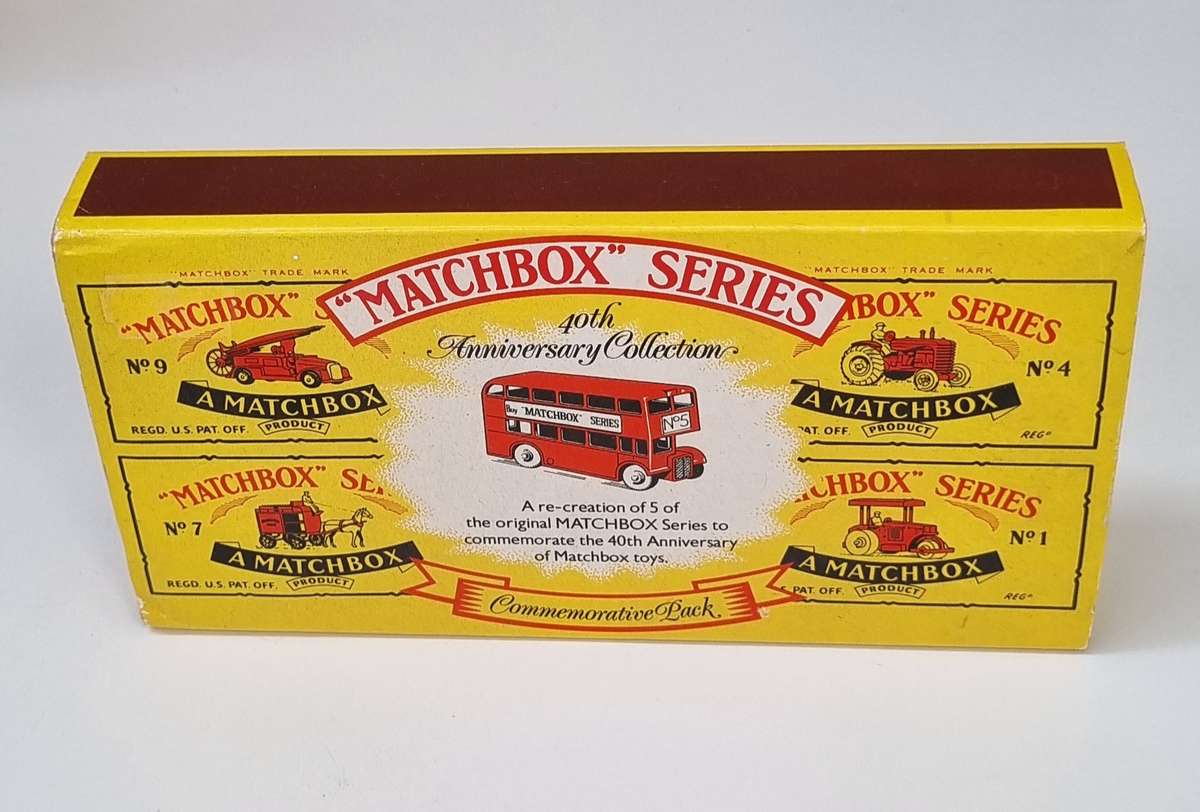 "MATCHBOX" SERIES
40th
Anniversary Collection
Buy "MATCHBOX" SERIES
Nº5
A re-creation of 5 of
the original MATCHBOX Series to
commemorate the 40th Anniversary
of Matchbox toys.
Commemorative Pack
"MATCHBOX" TRADE MARK
"MATCHBOX" S
Nº 9
A MATCHBOX
REGD. U.S. PAT. OFF. PRODUCT
"MATCHBOX" TRADE MARK
BOX" SERIES
Nº 4
A MATCHBOX
PAT. OFF. PRODUCT REGD
"MATCHBOX" SE
Nº 7
A MATCHBOX
REGD. U.S. PAT. OFF. PRODUCT
CHBOX" SERIES
Nº 1
A MATCHBOX
PAT. OFF. PRODUCT REGD